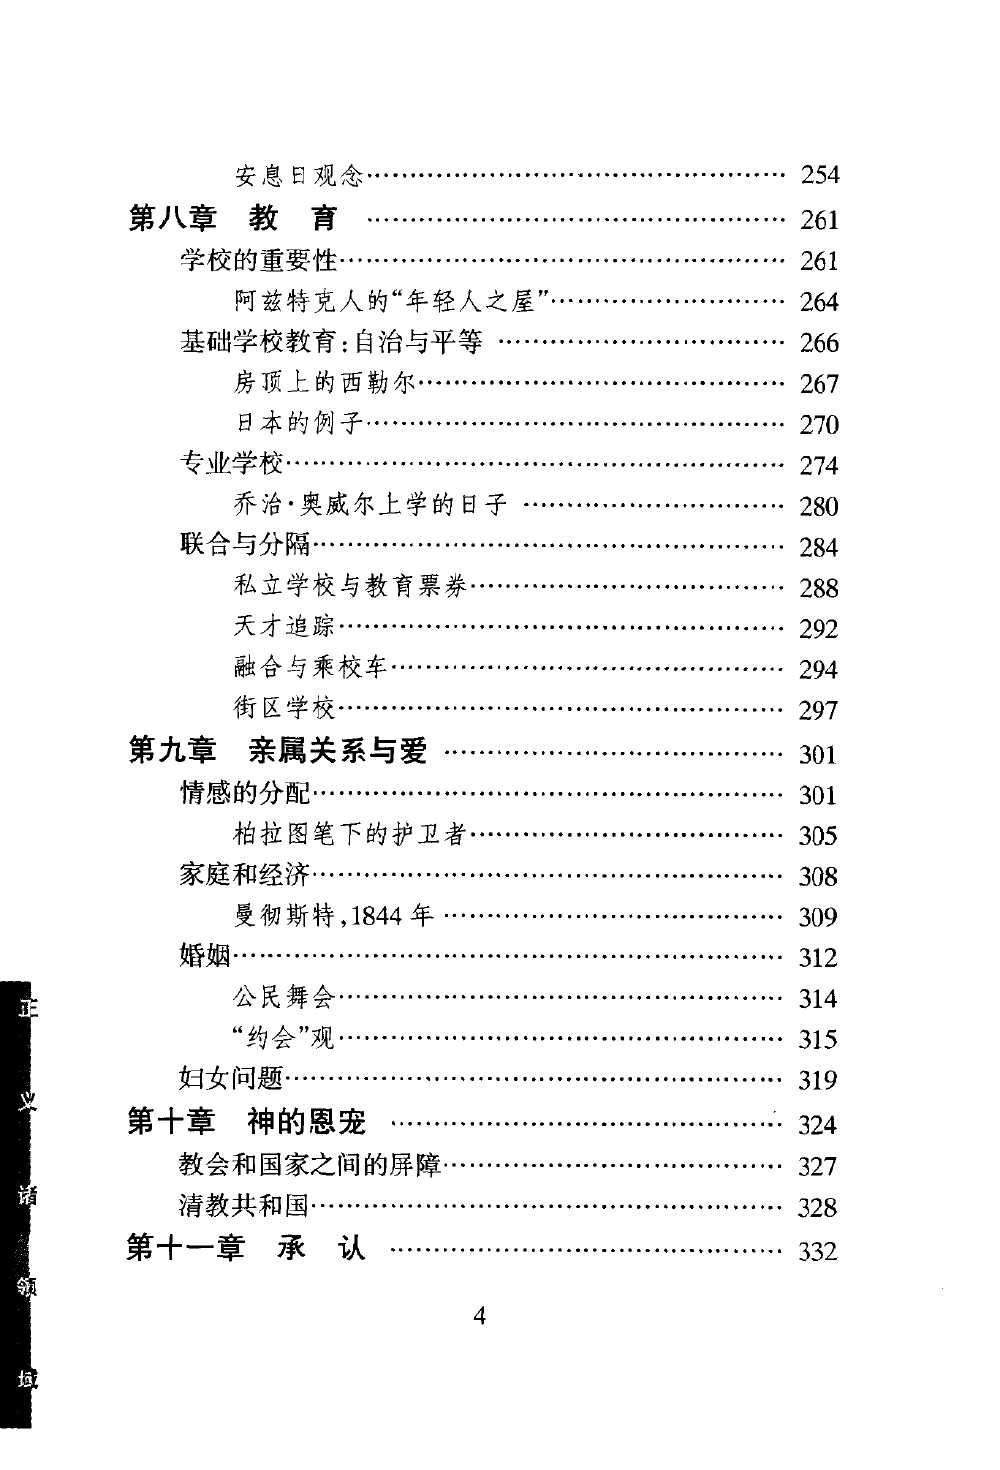 安息日观念…………………………………………… 254
第八章　教　育 …………………………………………… 261
学校的重要性…………………………………………… 261
阿兹特克人的“年轻人之屋”……………………… 264
基础学校教育:自治与平等 …………………………… 266
房顶上的西勒尔……………………………………… 267
日本的例子…………………………………………… 270
专业学校……………………………………………… 274
乔治·奥威尔上学的日子 ………………………… 280
联合与分隔……………………………………………… 284
私立学校与教育票券………………………………… 288
天才追踪……………………………………………… 292
融合与乘校车………………………………………… 294
街区学校……………………………………………… 297
第九章　亲属关系与爱 ………………………………… 301
情感的分配……………………………………………… 301
柏拉图笔下的护卫者………………………………… 305
家庭和经济……………………………………………… 308
曼彻斯特,1844 年 ………………………………… 309
婚姻……………………………………………………… 312
公民舞会……………………………………………… 314
“约会”观……………………………………………… 315
妇女问题………………………………………………… 319
第十章　神的恩宠 ……………………………………… 324
教会和国家之间的屏障………………………………… 327
清教共和国……………………………………………… 328
第十一章　承　认 ……………………………………… 332
4
正义诸领域